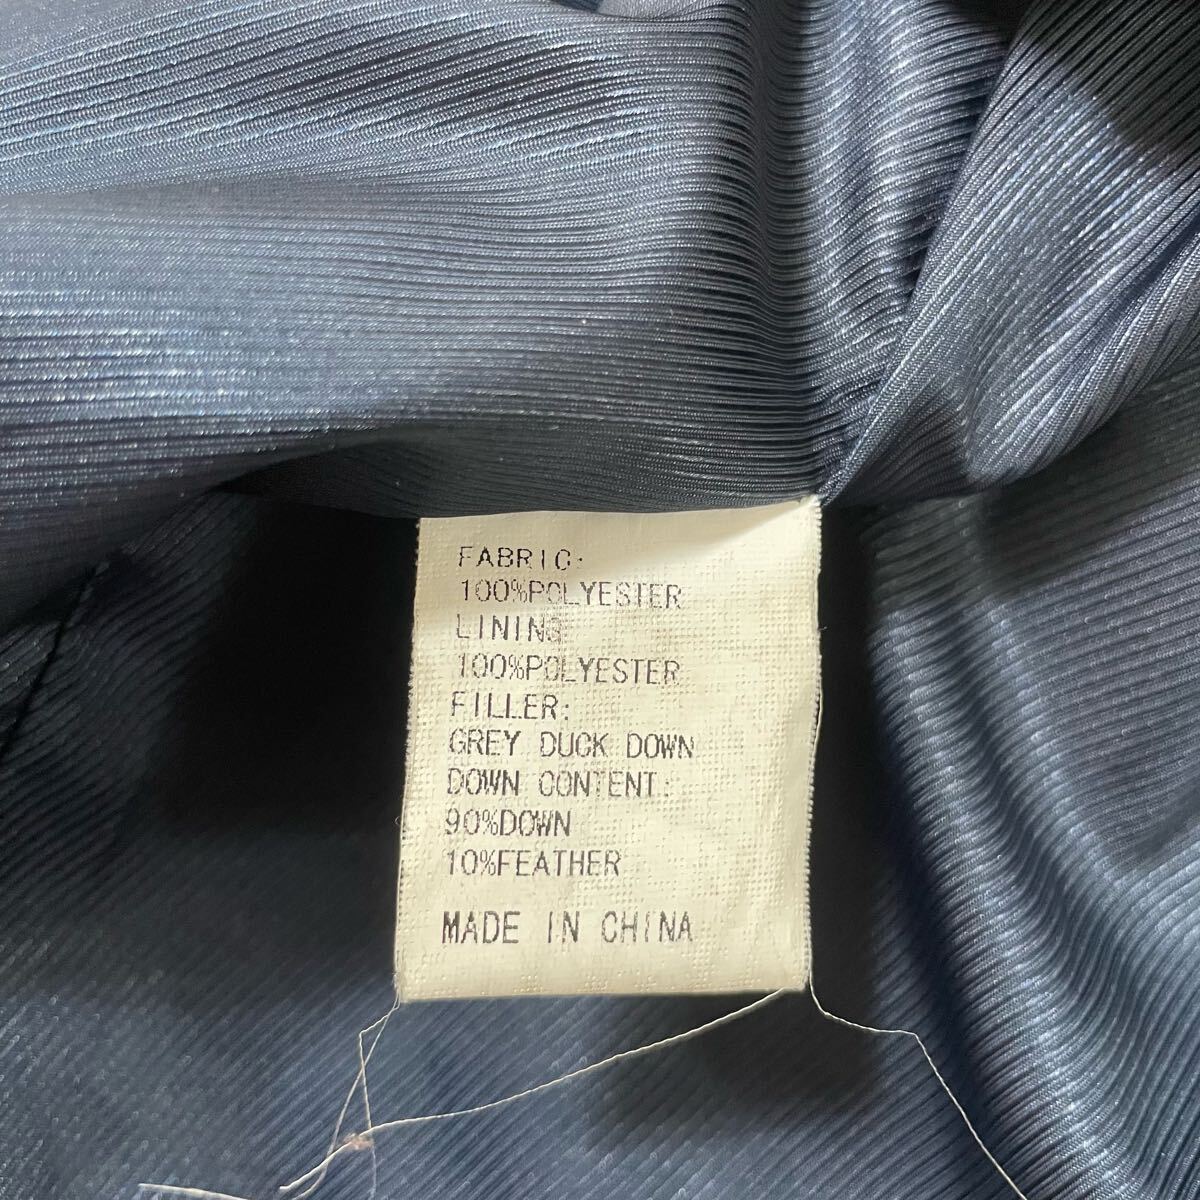 FABRIC:
100%POLYESTER
LINING:
100%POLYESTER
FILLER:
GREY DUCK DOWN
DOWN CONTENT:
90%DOWN
10%FEATHER
MADE IN CHINA